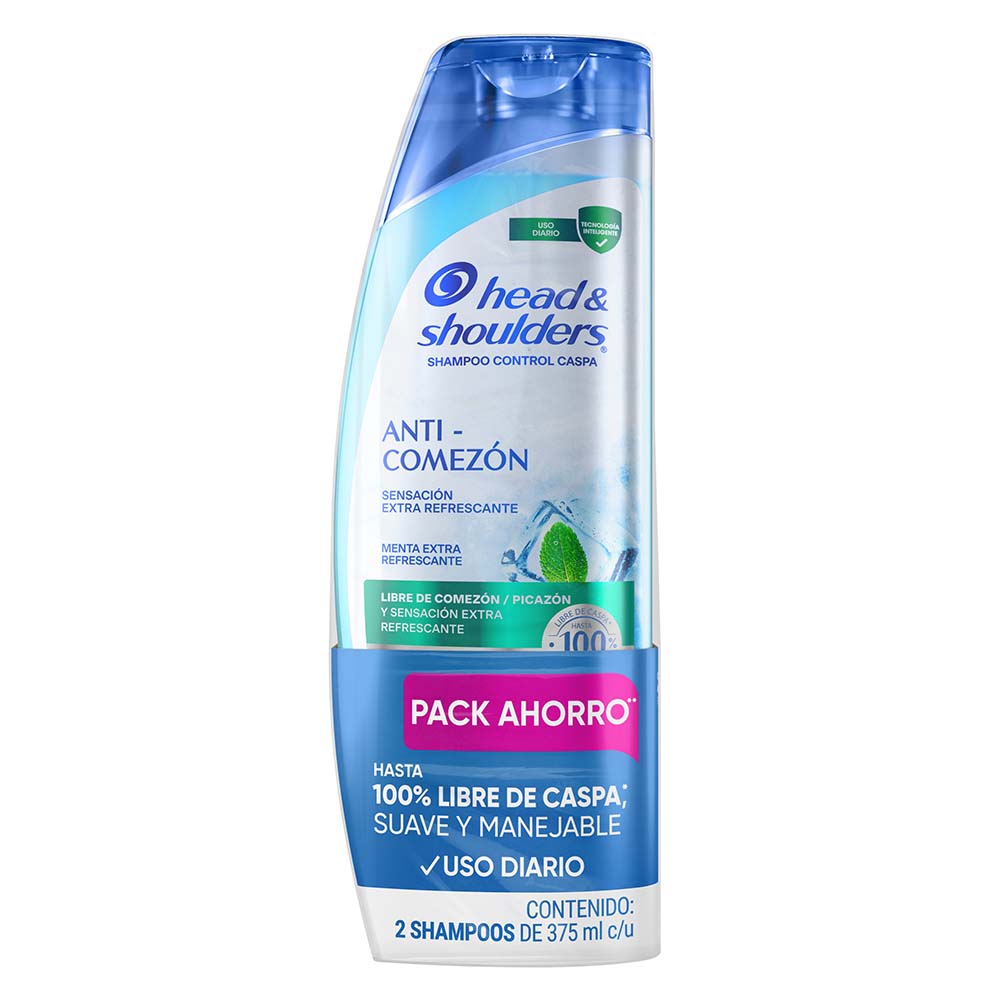 USO
DIARIO
TECNOLOGÍA
INTELIGENTE
head &
shoulders®
SHAMPOO CONTROL CASPA
ANTI -
COMEZÓN
SENSACIÓN
EXTRA REFRESCANTE
MENTA EXTRA
REFRESCANTE
LIBRE DE COMEZÓN / PICAZÓN
Y SENSACIÓN EXTRA
REFRESCANTE
LIBRE DE CASPA*
HASTA
100%
PACK AHORRO**
HASTA
100% LIBRE DE CASPA*,
SUAVE Y MANEJABLE
✓USO DIARIO
CONTENIDO:
2 SHAMPOOS DE 375 ml c/u